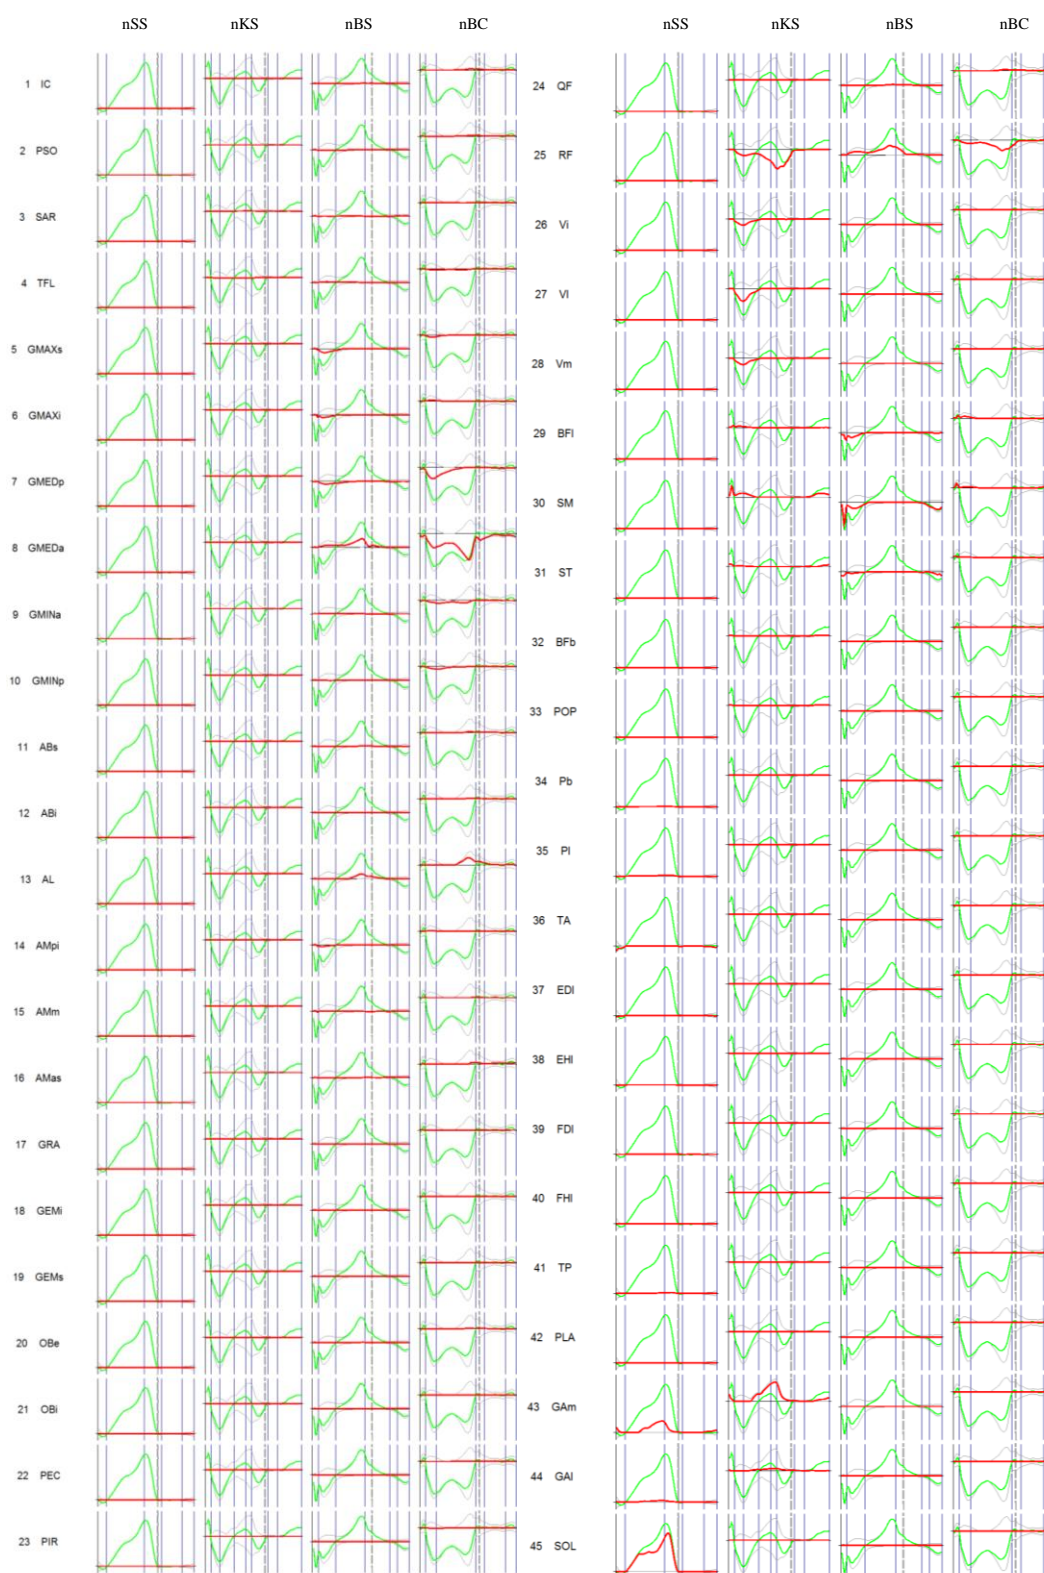 nSS nKS nBS nBC nSS nKS nBS nBC
1 IC
2 PSO
3 SAR
4 TFL
5 GMAXs
6 GMAXi
7 GMEDp
8 GMEDa
9 GMINa
10 GMINp
11 ABs
12 ABi
13 AL
14 AMpi
15 AMm
16 AMas
17 GRA
18 GEMi
19 GEMs
20 OBe
21 OBi
22 PEC
23 PIR
24 QF
25 RF
26 Vi
27 Vl
28 Vm
29 BFl
30 SM
31 ST
32 BFb
33 POP
34 Pb
35 Pl
36 TA
37 EDl
38 EHl
39 FDl
40 FHl
41 TP
42 PLA
43 GAm
44 GAl
45 SOL